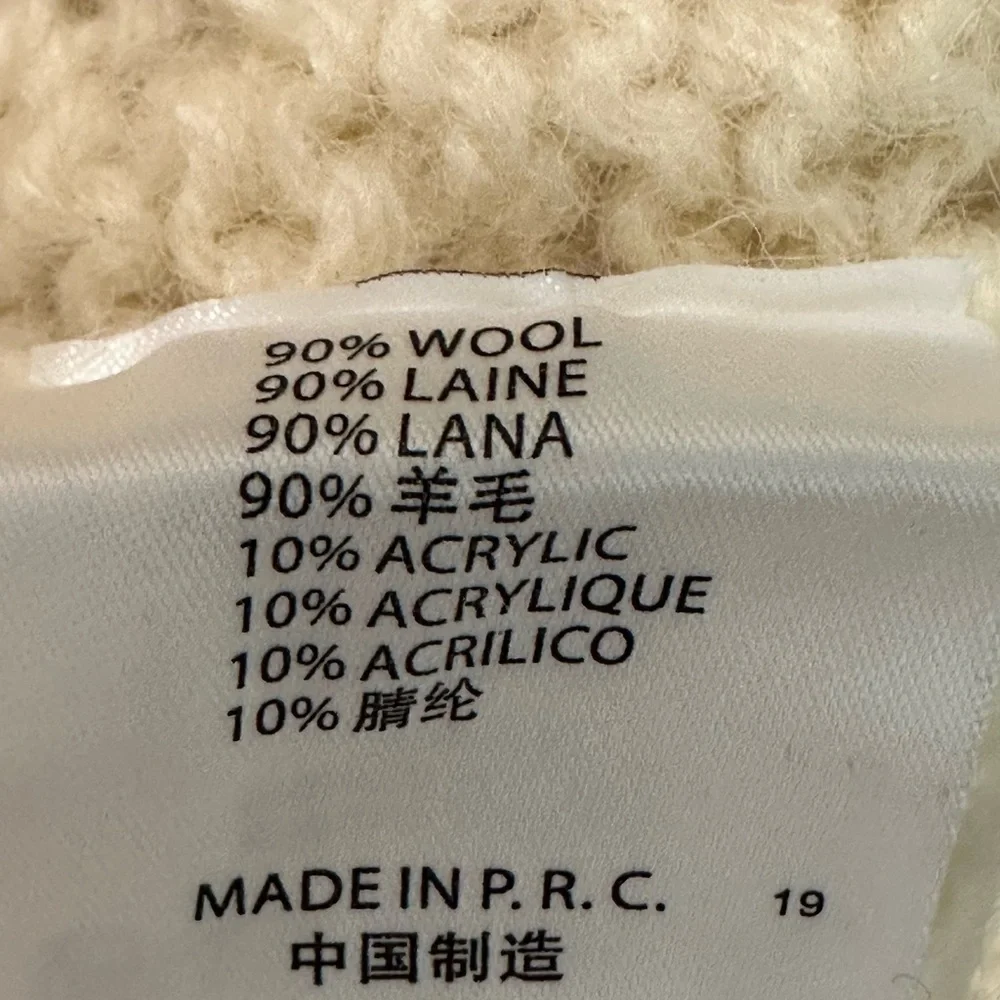 90% WOOL
90% LAINE
90% LANA
90% 羊毛
10% ACRYLIC
10% ACRYLIQUE
10% ACRILICO
10% 腈纶
MADE IN P. R. C. 19
中国制造